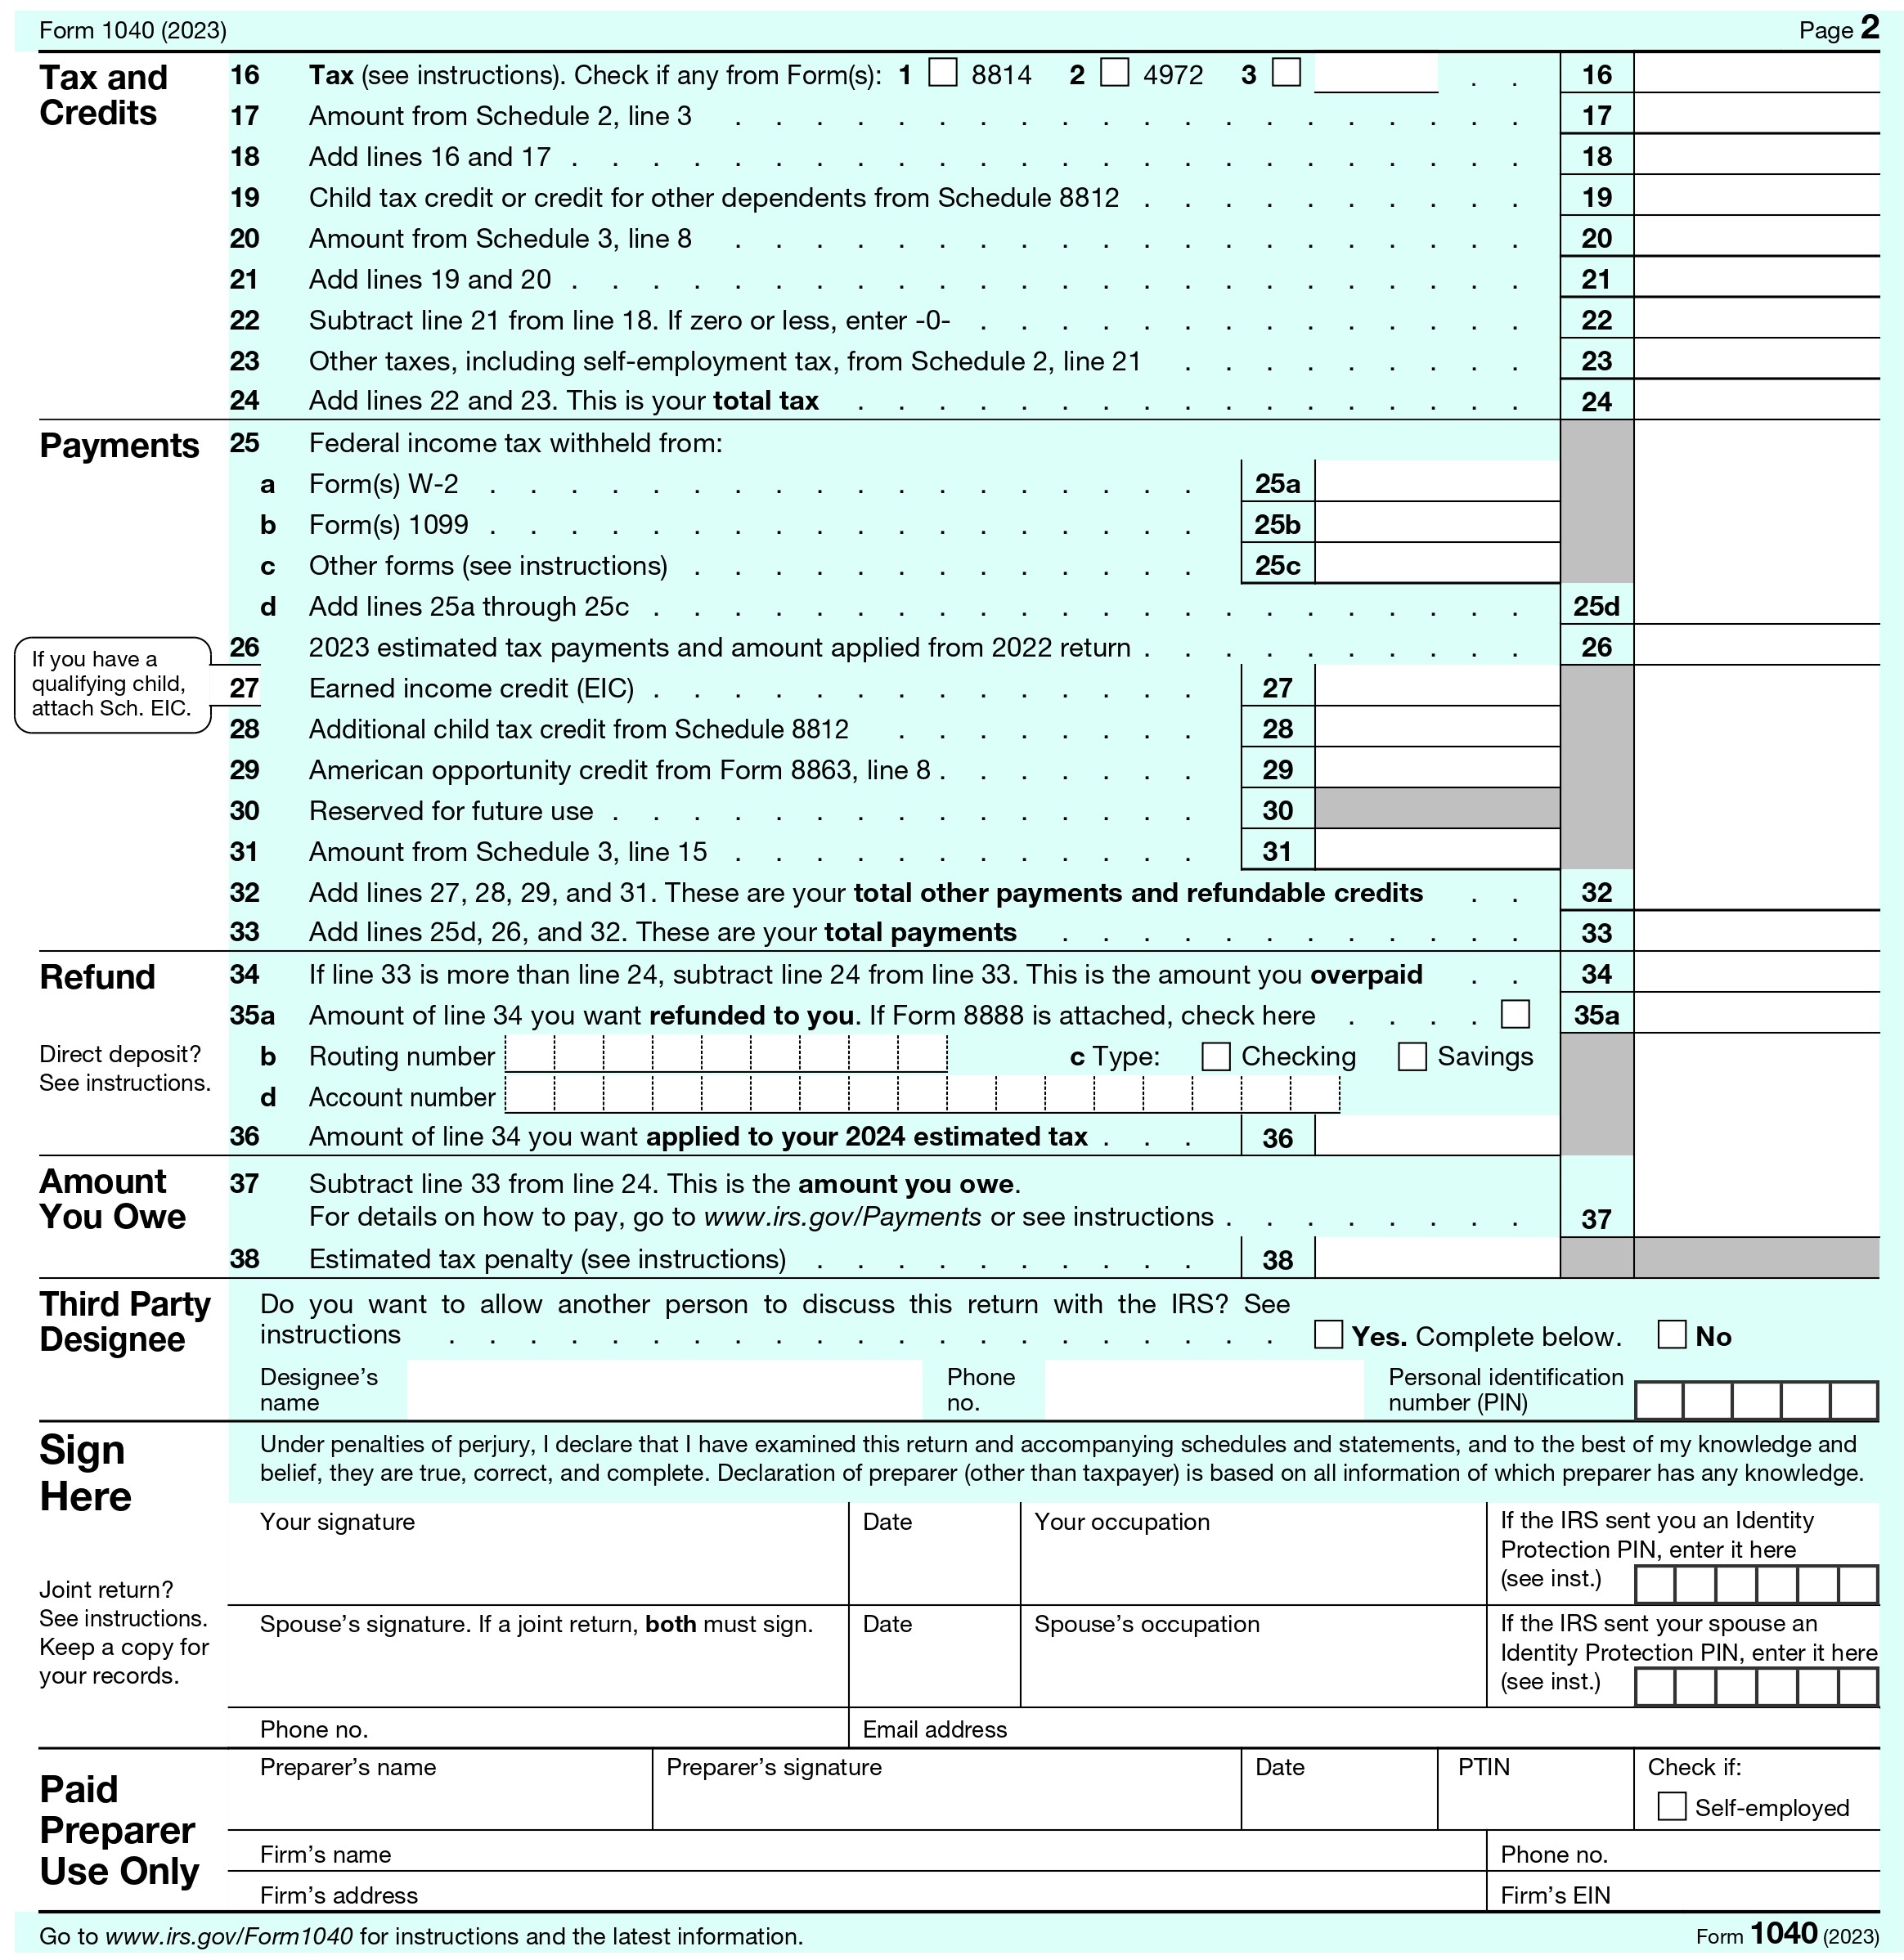 Form 1040 (2023) Page 2
Tax and Credits
16 Tax (see instructions). Check if any from Form(s): 1 8814 2 4972 3 . . 16
17 Amount from Schedule 2, line 3 . . . . . . . . . . . . . . . . . . . . 17
18 Add lines 16 and 17 . . . . . . . . . . . . . . . . . . . . . . . . 18
19 Child tax credit or credit for other dependents from Schedule 8812 . . . . . . . . . . 19
20 Amount from Schedule 3, line 8 . . . . . . . . . . . . . . . . . . . . 20
21 Add lines 19 and 20 . . . . . . . . . . . . . . . . . . . . . . . . 21
22 Subtract line 21 from line 18. If zero or less, enter -0- . . . . . . . . . . . . . . 22
23 Other taxes, including self-employment tax, from Schedule 2, line 21 . . . . . . . . . 23
24 Add lines 22 and 23. This is your total tax . . . . . . . . . . . . . . . . . 24
Payments
25 Federal income tax withheld from:
a Form(s) W-2 . . . . . . . . . . . . . . . . . . 25a
b Form(s) 1099 . . . . . . . . . . . . . . . . . . 25b
c Other forms (see instructions) . . . . . . . . . . . . . 25c
d Add lines 25a through 25c . . . . . . . . . . . . . . . . . . . . . . 25d
26 2023 estimated tax payments and amount applied from 2022 return . . . . . . . . . . 26
If you have a
qualifying child,
attach Sch. EIC.
27 Earned income credit (EIC) . . . . . . . . . . . . . . 27
28 Additional child tax credit from Schedule 8812 . . . . . . . . 28
29 American opportunity credit from Form 8863, line 8 . . . . . . . 29
30 Reserved for future use . . . . . . . . . . . . . . . 30
31 Amount from Schedule 3, line 15 . . . . . . . . . . . . 31
32 Add lines 27, 28, 29, and 31. These are your total other payments and refundable credits . . 32
33 Add lines 25d, 26, and 32. These are your total payments . . . . . . . . . . . . 33
Refund
34 If line 33 is more than line 24, subtract line 24 from line 33. This is the amount you overpaid . . 34
35a Amount of line 34 you want refunded to you. If Form 8888 is attached, check here . . . . 35a
Direct deposit?
See instructions.
b Routing number c Type: Checking Savings
d Account number
36 Amount of line 34 you want applied to your 2024 estimated tax . . . 36
Amount
You Owe
37 Subtract line 33 from line 24. This is the amount you owe.
For details on how to pay, go to www.irs.gov/Payments or see instructions . . . . . . . . 37
38 Estimated tax penalty (see instructions) . . . . . . . . . . 38
Third Party
Designee
Do you want to allow another person to discuss this return with the IRS? See
instructions . . . . . . . . . . . . . . . . . . . . . Yes. Complete below. No
Designee’s
name
Phone
no.
Personal identification
number (PIN)
Sign
Here
Under penalties of perjury, I declare that I have examined this return and accompanying schedules and statements, and to the best of my knowledge and
belief, they are true, correct, and complete. Declaration of preparer (other than taxpayer) is based on all information of which preparer has any knowledge.
Joint return?
See instructions.
Keep a copy for
your records.
Your signature Date Your occupation
If the IRS sent you an Identity
Protection PIN, enter it here
(see inst.)
Spouse’s signature. If a joint return, both must sign. Date Spouse’s occupation
If the IRS sent your spouse an
Identity Protection PIN, enter it here
(see inst.)
Phone no. Email address
Paid
Preparer
Use Only
Preparer’s name Preparer’s signature Date PTIN Check if:
Self-employed
Firm’s name Phone no.
Firm’s address Firm’s EIN
Go to www.irs.gov/Form1040 for instructions and the latest information. Form 1040 (2023)